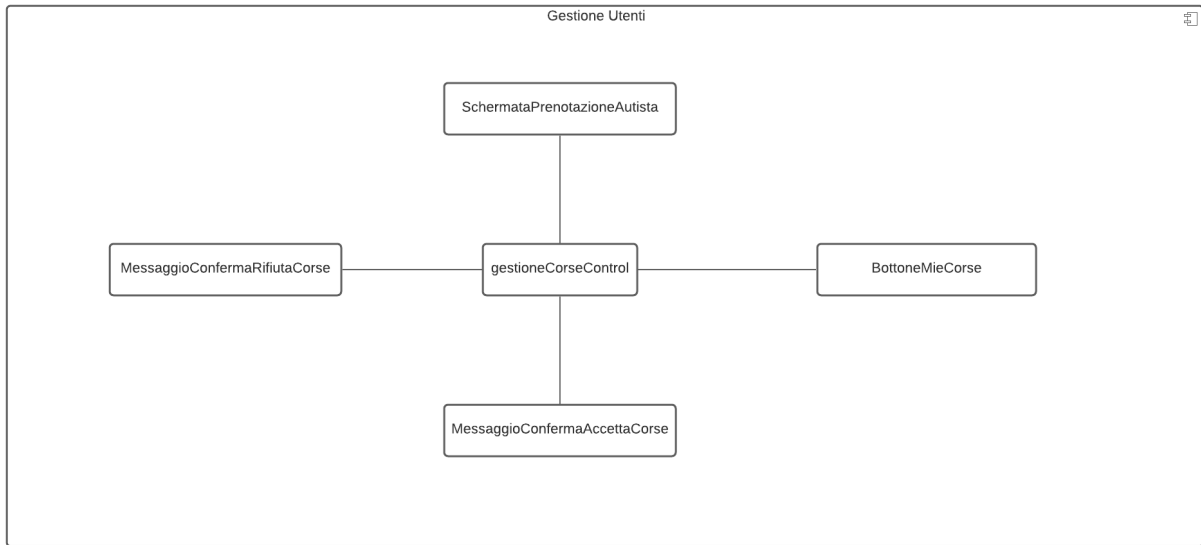 Gestione Utenti
SchermataPrenotazioneAutista
MessaggioConfermaRifiutaCorse
gestioneCorseControl
BottoneMieCorse
MessaggioConfermaAccettaCorse